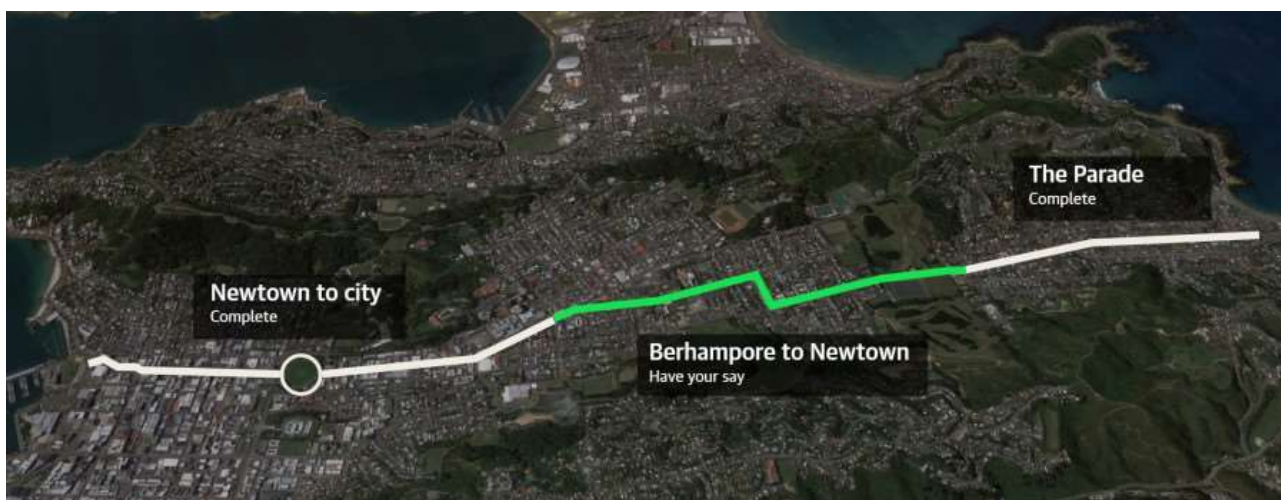 The Parade
Complete
Newtown to city
Complete
Berhampore to Newtown
Have your say